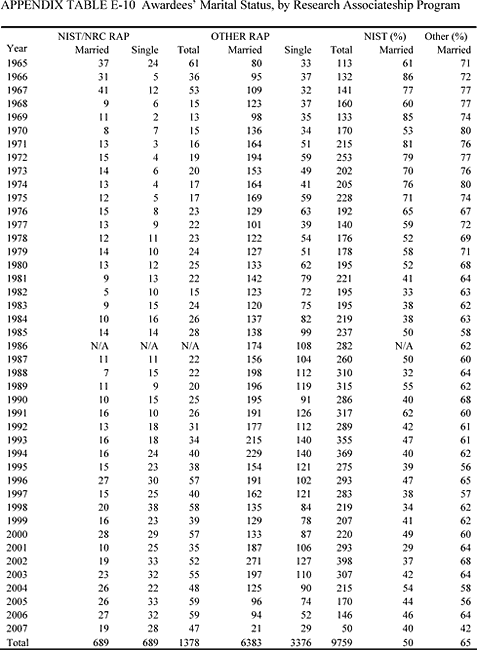 APPENDIX TABLE E-10 Awardees' Marital Status, by Research Associateship Program
NIST/NRC RAP OTHER RAP NIST (%) Other (%)
Year Married Single Total Married Single Total Married Married
1965 37 24 61 80 33 113 61 71
1966 31 5 36 95 37 132 86 72
1967 41 12 53 109 32 141 77 77
1968 9 6 15 123 37 160 60 77
1969 11 2 13 98 35 133 85 74
1970 8 7 15 136 34 170 53 80
1971 13 3 16 164 51 215 81 76
1972 15 4 19 194 59 253 79 77
1973 14 6 20 153 49 202 70 76
1974 13 4 17 164 41 205 76 80
1975 12 5 17 169 59 228 71 74
1976 15 8 23 129 63 192 65 67
1977 13 9 22 101 39 140 59 72
1978 12 11 23 122 54 176 52 69
1979 14 10 24 127 51 178 58 71
1980 13 12 25 133 62 195 52 68
1981 9 13 22 142 79 221 41 64
1982 5 10 15 123 72 195 33 63
1983 9 15 24 120 75 195 38 62
1984 10 16 26 137 82 219 38 63
1985 14 14 28 138 99 237 50 58
1986 N/A N/A N/A 174 108 282 N/A 62
1987 11 11 22 156 104 260 50 60
1988 7 15 22 198 112 310 32 64
1989 11 9 20 196 119 315 55 62
1990 10 15 25 195 91 286 40 68
1991 16 10 26 191 126 317 62 60
1992 13 18 31 177 112 289 42 61
1993 16 18 34 215 140 355 47 61
1994 16 24 40 229 140 369 40 62
1995 15 23 38 154 121 275 39 56
1996 27 30 57 191 102 293 47 65
1997 15 25 40 162 121 283 38 57
1998 20 38 58 135 84 219 34 62
1999 16 23 39 129 78 207 41 62
2000 28 29 57 133 87 220 49 60
2001 10 25 35 187 106 293 29 64
2002 19 33 52 271 127 398 37 68
2003 23 32 55 197 110 307 42 64
2004 26 22 48 125 90 215 54 58
2005 26 33 59 96 74 170 44 56
2006 27 32 59 94 52 146 46 64
2007 19 28 47 21 29 50 40 42
Total 689 689 1378 6383 3376 9759 50 65